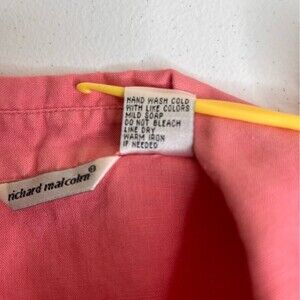 HAND WASH COLD
WITH LIKE COLORS
MILD SOAP
DO NOT BLEACH
LINE DRY
WARM IRON
IF NEEDED
richard malcolm®